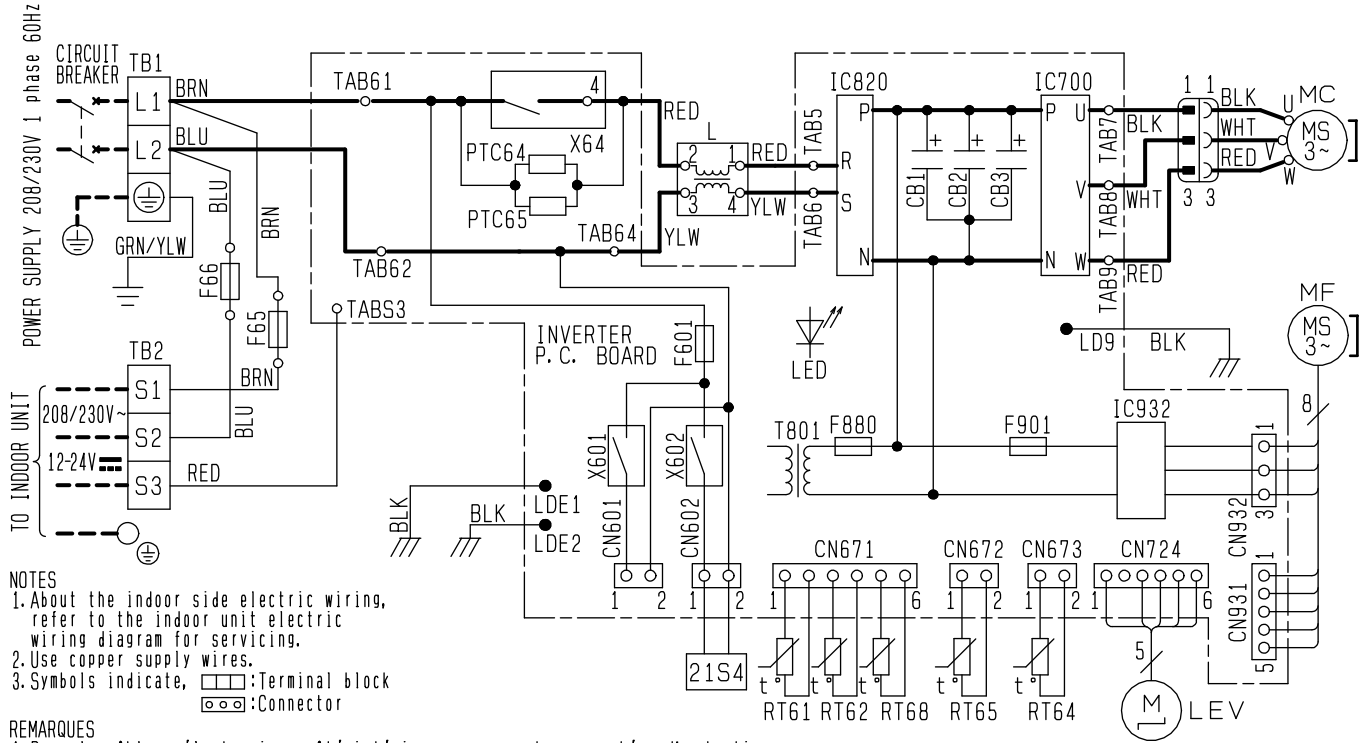 POWER SUPPLY 208/230V 1 phase 60Hz
CIRCUIT
BREAKER
TB1
L1
L2
BRN
BLU
GRN/YLW
BLU
BRN
F66
F65
TAB61
TAB62
TABS3
4
X64
PTC64
PTC65
TAB64
RED
YLW
L
2 1
3 4
RED
YLW
TAB5
TAB6
IC820
P
R
S
N
CB1
CB2
CB3
+
+
+
IC700
P
U
V
N
W
TAB7
TAB8
TAB9
BLK
WHT
RED
1 1
3 3
BLK
WHT
RED
U
V
W
MC
MS
3~
MF
MS
3~
8
TO INDOOR UNIT
TB2
S1
208/230V~
S2
12-24V
S3
BRN
BLU
RED
INVERTER
P.C. BOARD
F601
LED
LD9
BLK
X601
X602
T801
F880
F901
IC932
CN932
1
3
CN931
1
5
BLK
LDE1
BLK
LDE2
CN601
1 2
CN602
1 2
21S4
CN671
1 6
CN672
1 2
CN673
1 2
CN724
1 6
t°
t°
t°
t°
t°
RT61
RT62
RT68
RT65
RT64
5
M
LEV
NOTES
1. About the indoor side electric wiring,
refer to the indoor unit electric
wiring diagram for servicing.
2. Use copper supply wires.
3. Symbols indicate, :Terminal block
:Connector
REMARQUES